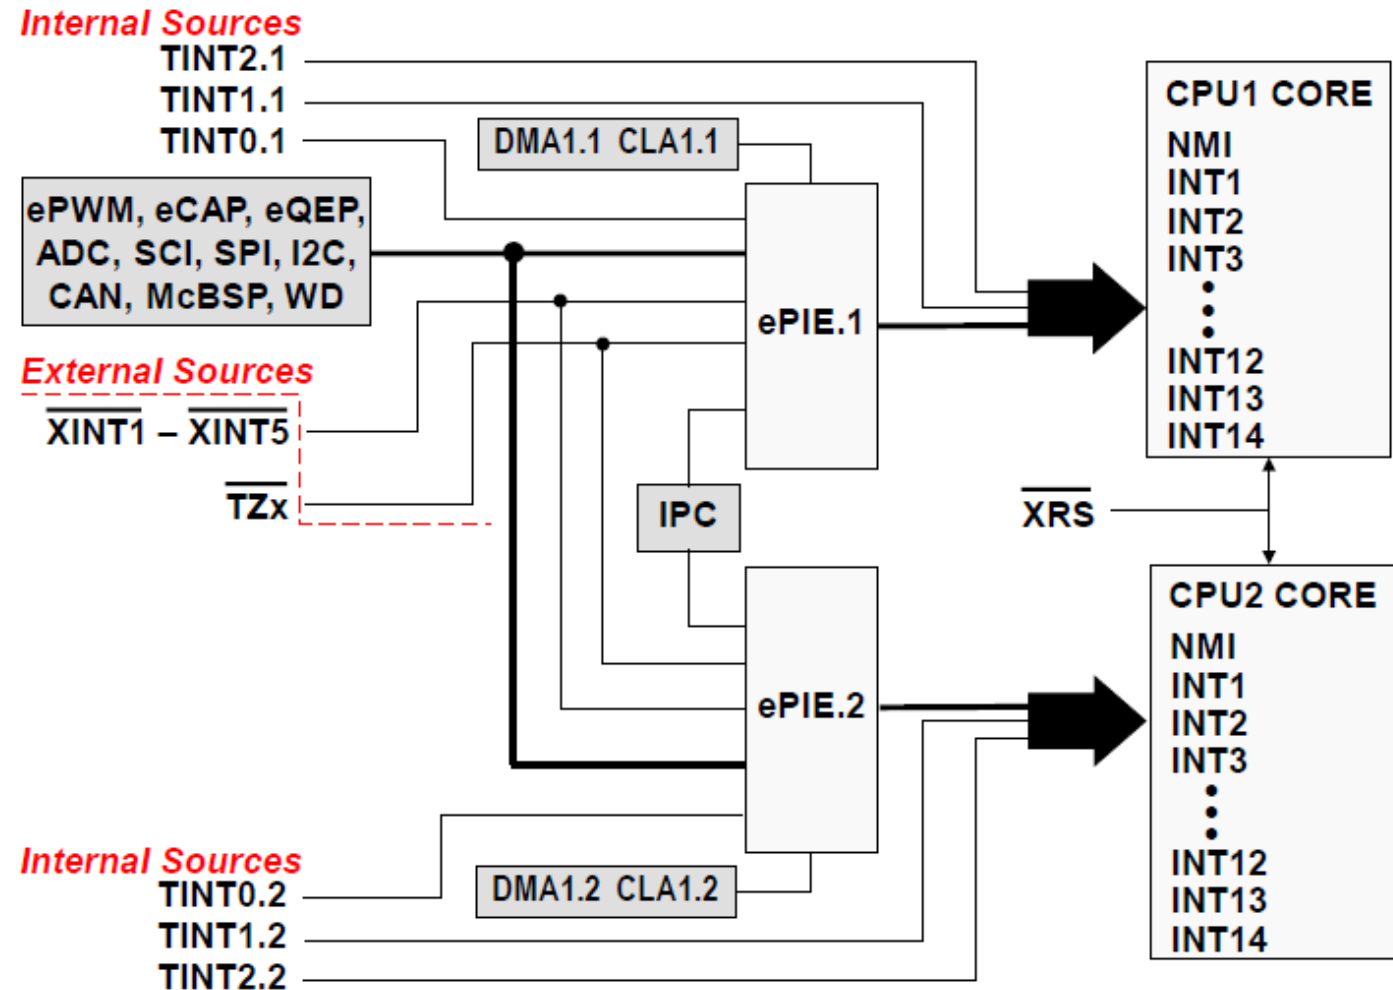 Internal Sources
TINT2.1
TINT1.1
TINT0.1
DMA1.1 CLA1.1
ePWM, eCAP, eQEP,
ADC, SCI, SPI, I2C,
CAN, McBSP, WD
ePIE.1
CPU1 CORE
NMI
INT1
INT2
INT3
INT12
INT13
INT14
External Sources
XINT1 – XINT5
TZx
IPC
XRS
ePIE.2
CPU2 CORE
NMI
INT1
INT2
INT3
INT12
INT13
INT14
Internal Sources
TINT0.2
TINT1.2
TINT2.2
DMA1.2 CLA1.2